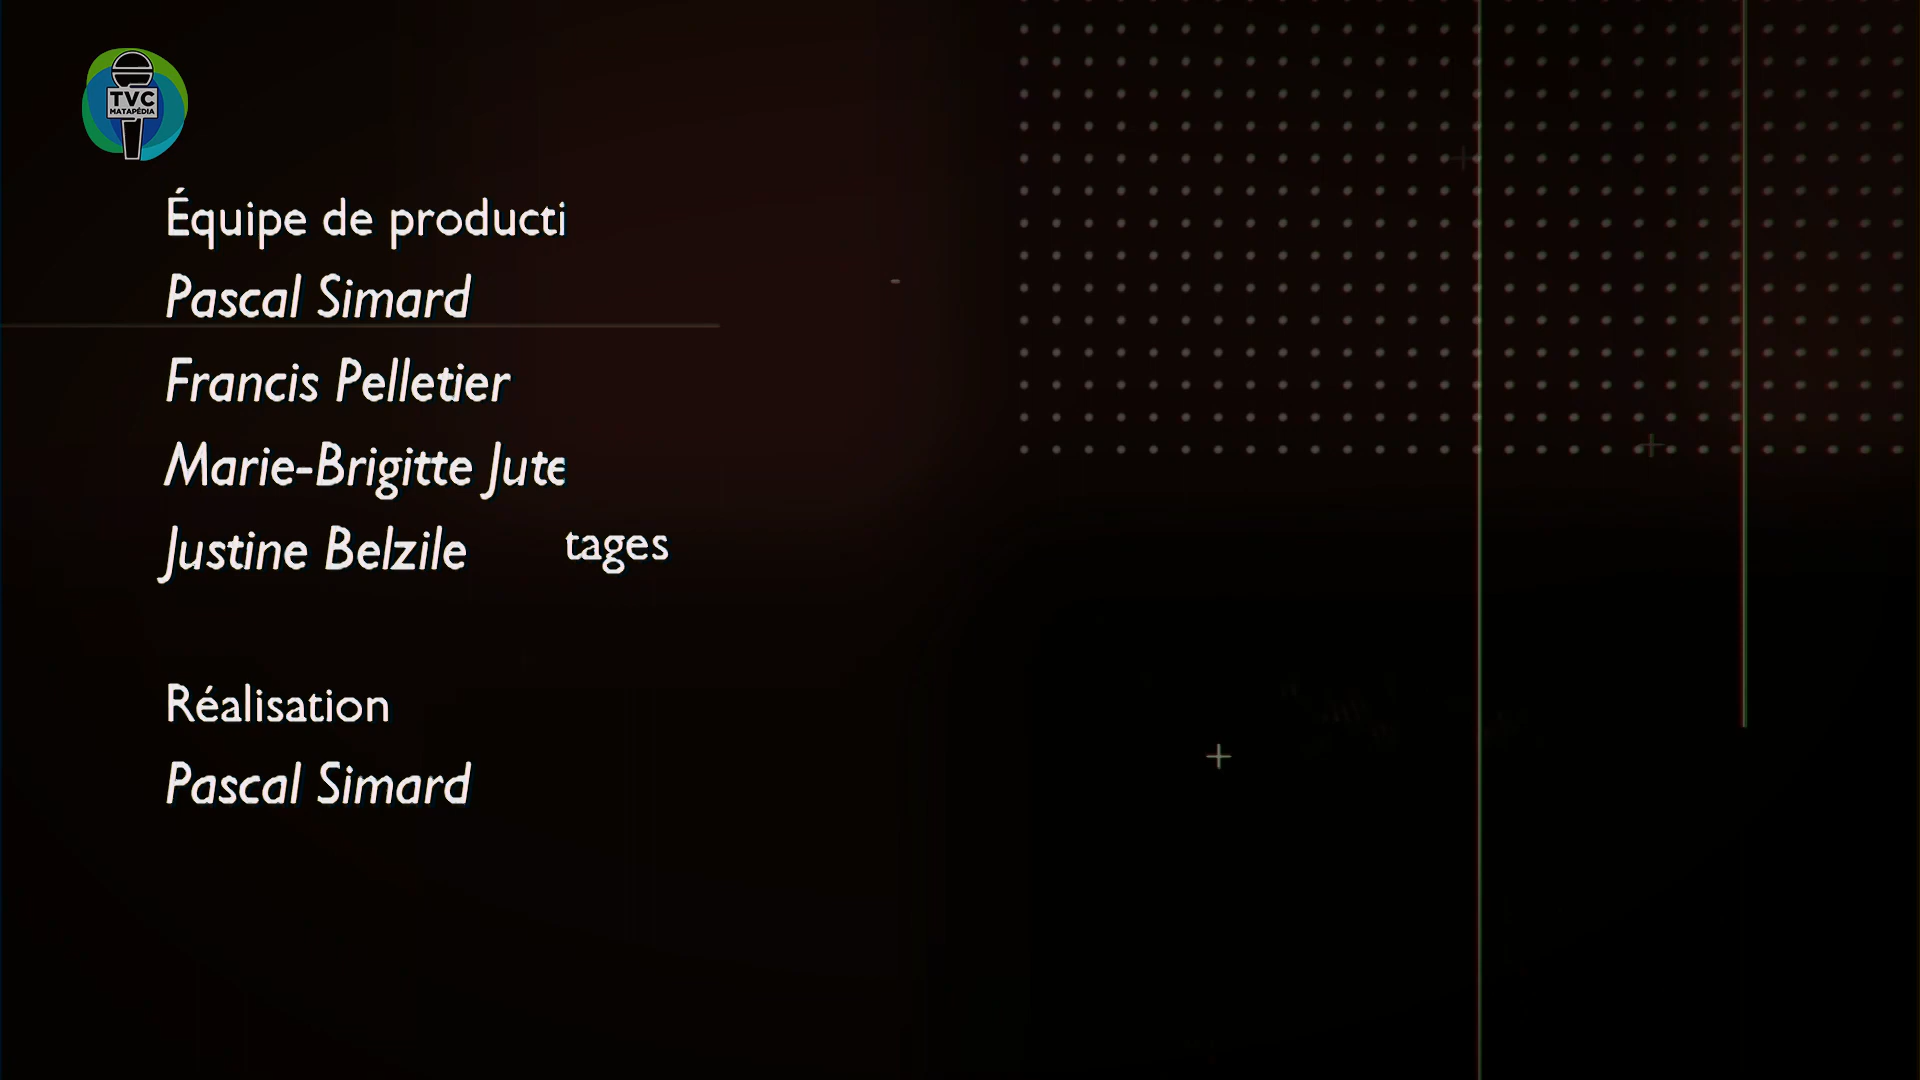 TVC
MATAPÉDIA
Équipe de producti
Pascal Simard
Francis Pelletier
Marie-Brigitte Jute
Justine Belzile
tages
Réalisation
Pascal Simard